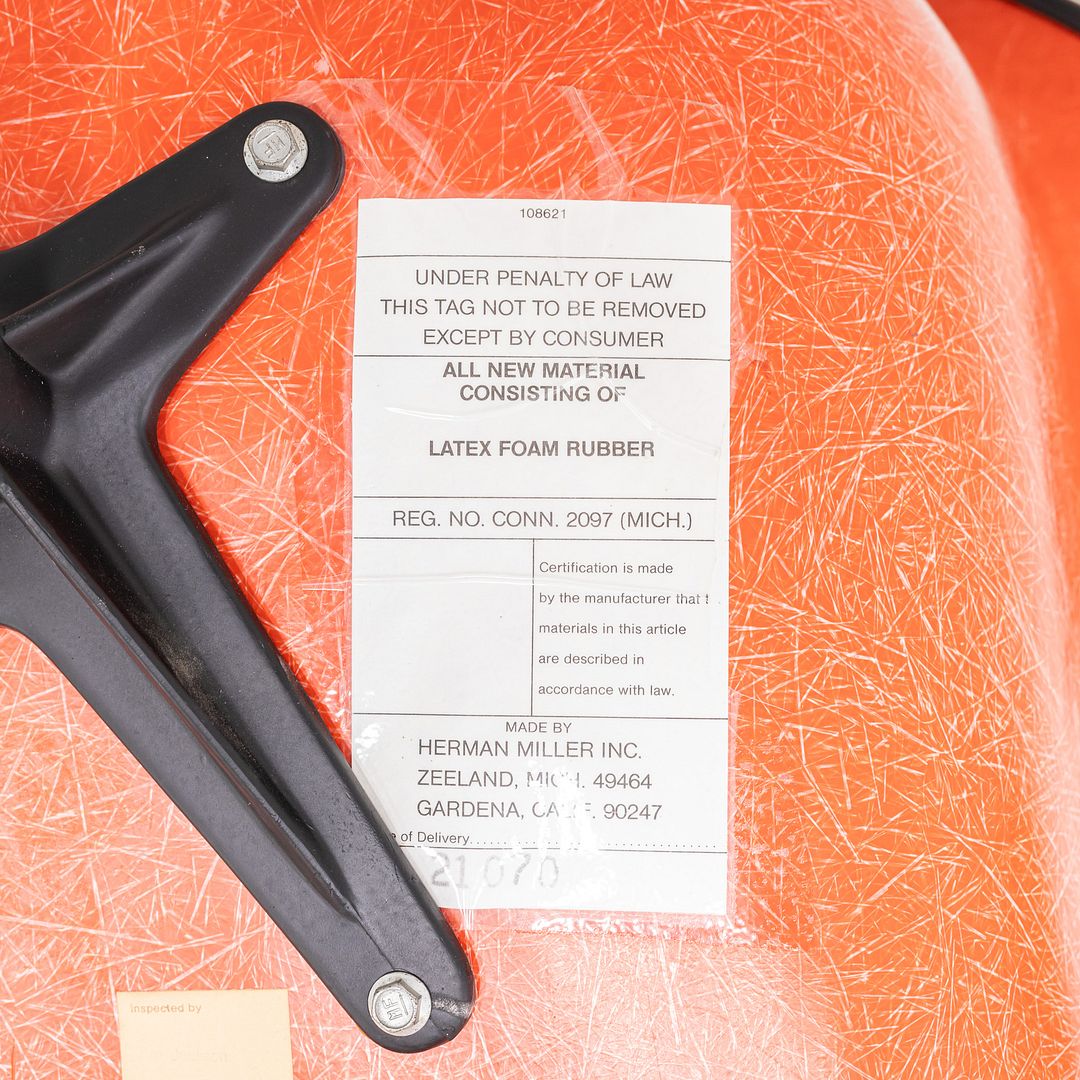 108621
UNDER PENALTY OF LAW
THIS TAG NOT TO BE REMOVED
EXCEPT BY CONSUMER
ALL NEW MATERIAL
CONSISTING OF
LATEX FOAM RUBBER
REG. NO. CONN. 2097 (MICH.)
Certification is made
by the manufacturer that
materials in this article
are described in
accordance with law.
MADE BY
HERMAN MILLER INC.
ZEELAND, MICH. 49464
GARDENA, CALIF. 90247
of Delivery
21070
inspected by